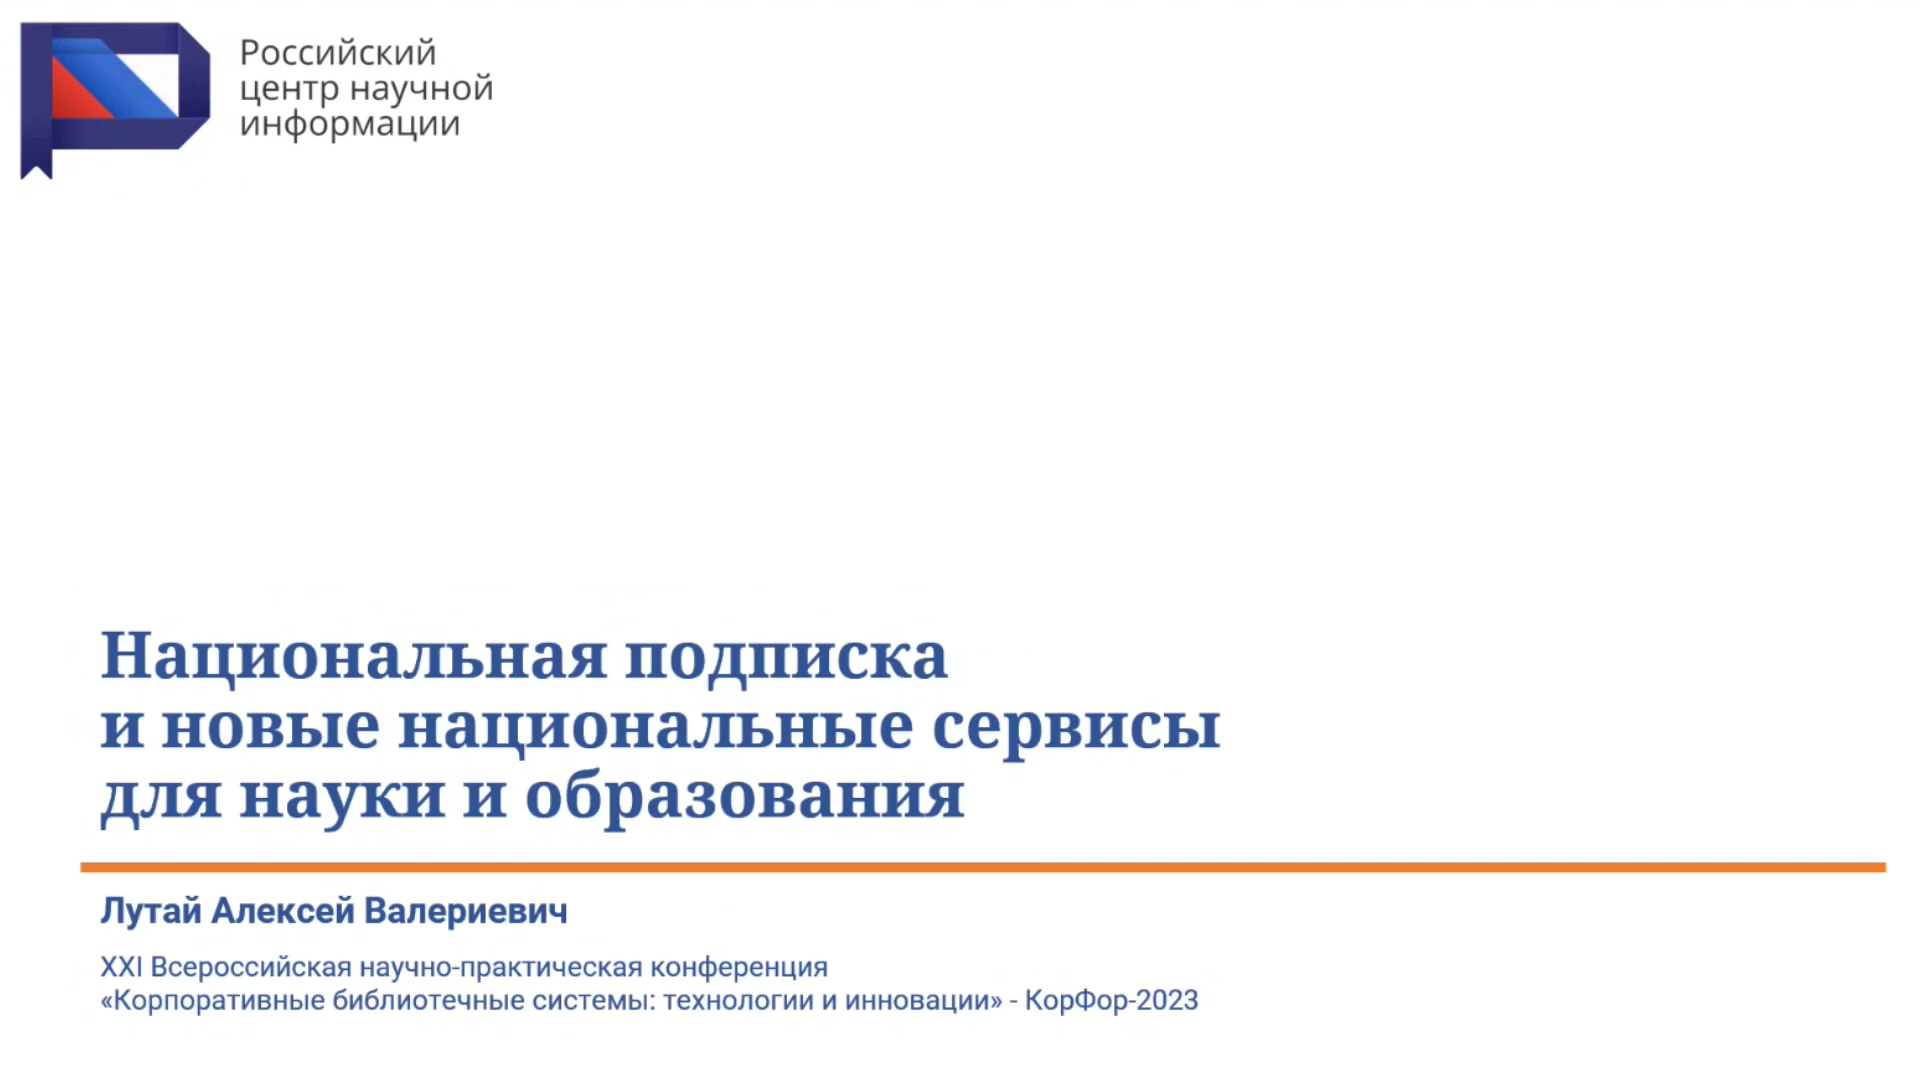 Российский
центр научной
информации
Национальная подписка
и новые национальные сервисы
для науки и образования
Лутай Алексей Валериевич
XXI Всероссийская научно-практическая конференция
«Корпоративные библиотечные системы: технологии и инновации» - КорФор-2023